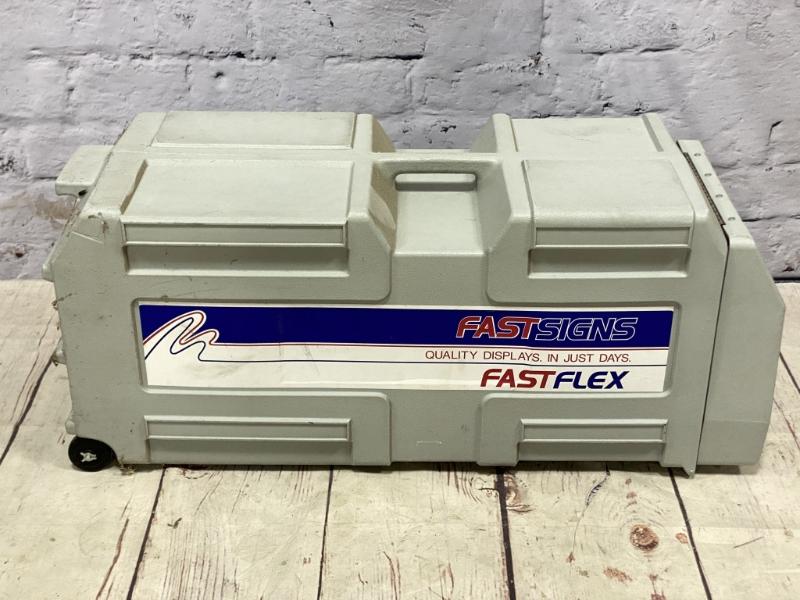 FASTSIGNS
QUALITY DISPLAYS. IN JUST DAYS.
FASTFLEX